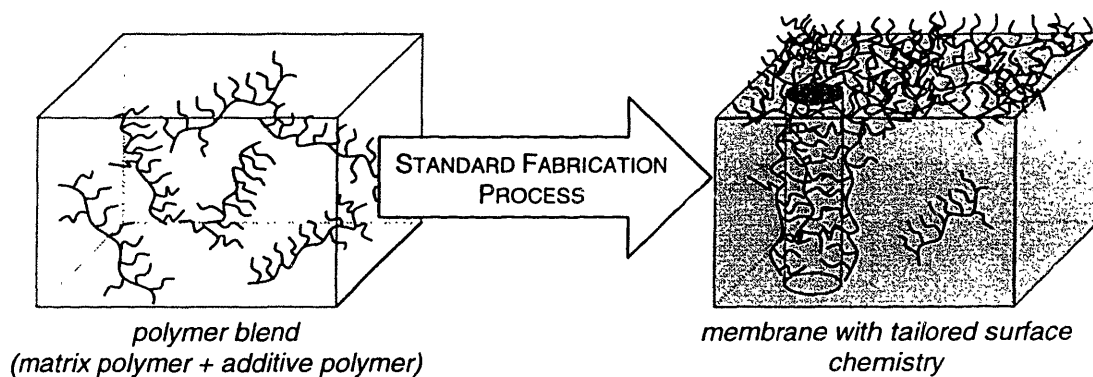 STANDARD FABRICATION
PROCESS
polymer blend
(matrix polymer + additive polymer)
membrane with tailored surface
chemistry